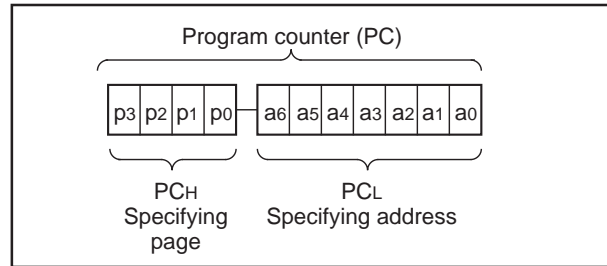 Program counter (PC)
p3 p2 p1 p0 a6 a5 a4 a3 a2 a1 a0
PCH PCL
Specifying page Specifying address